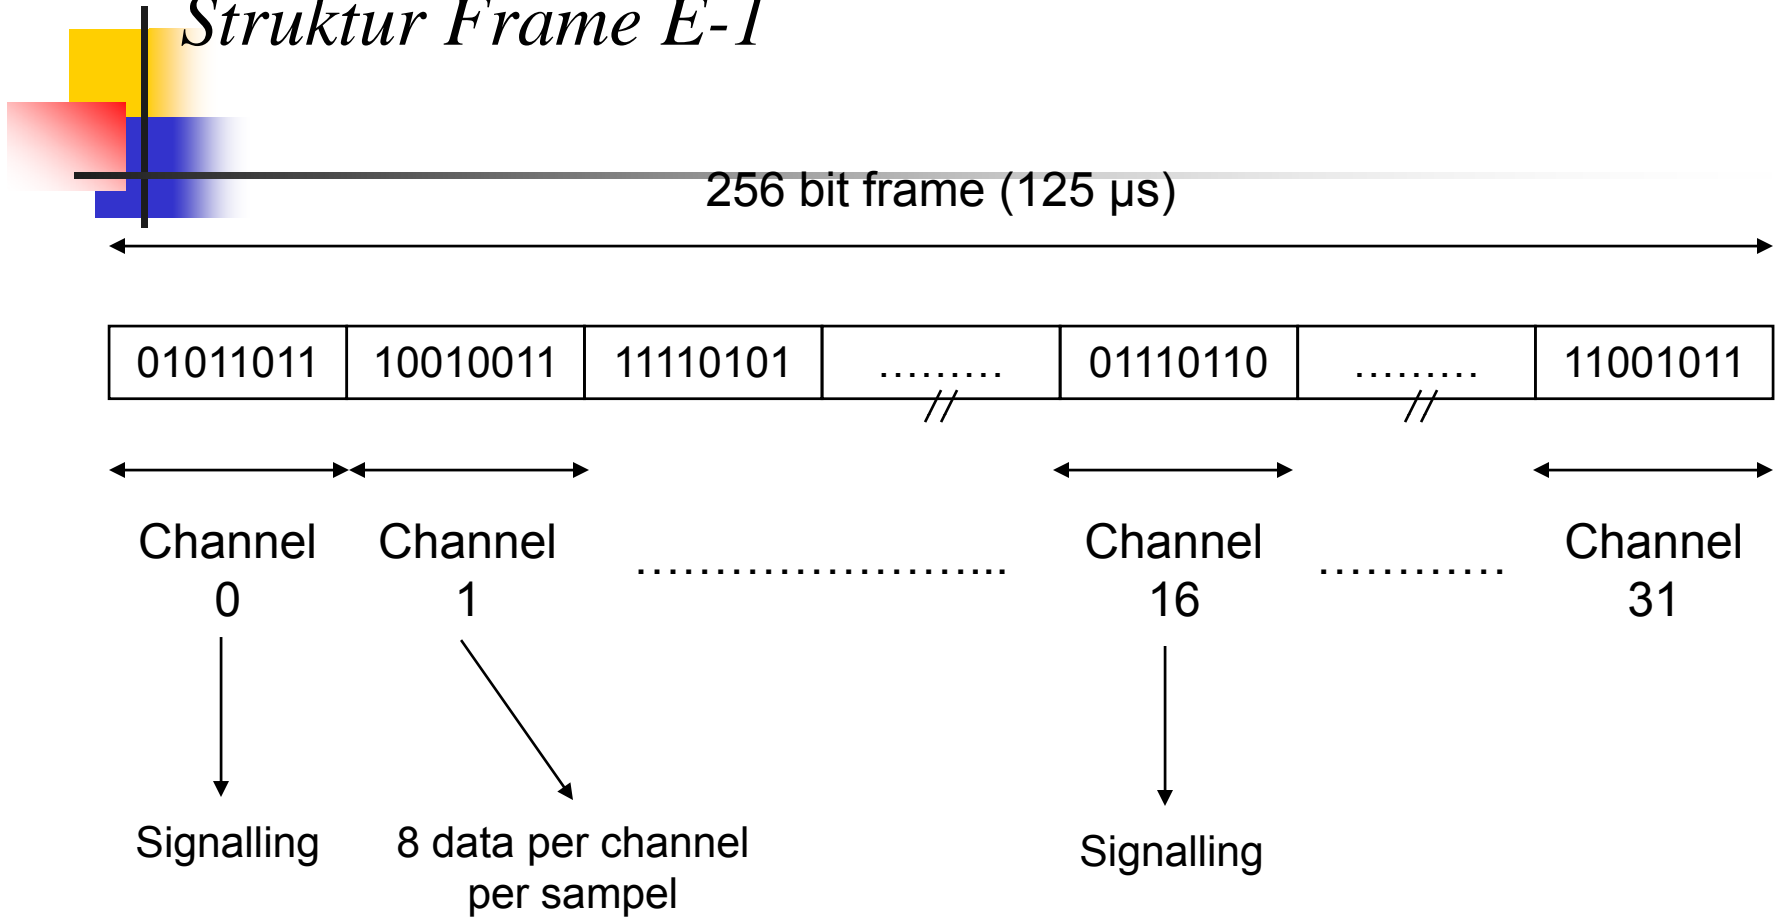 Struktur Frame E-1
256 bit frame (125 µs)
01011011 10010011 11110101 ......... 01110110 ......... 11001011
Channel 0
Channel 1
........................
Channel 16
............
Channel 31
Signalling
8 data per channel
per sampel
Signalling